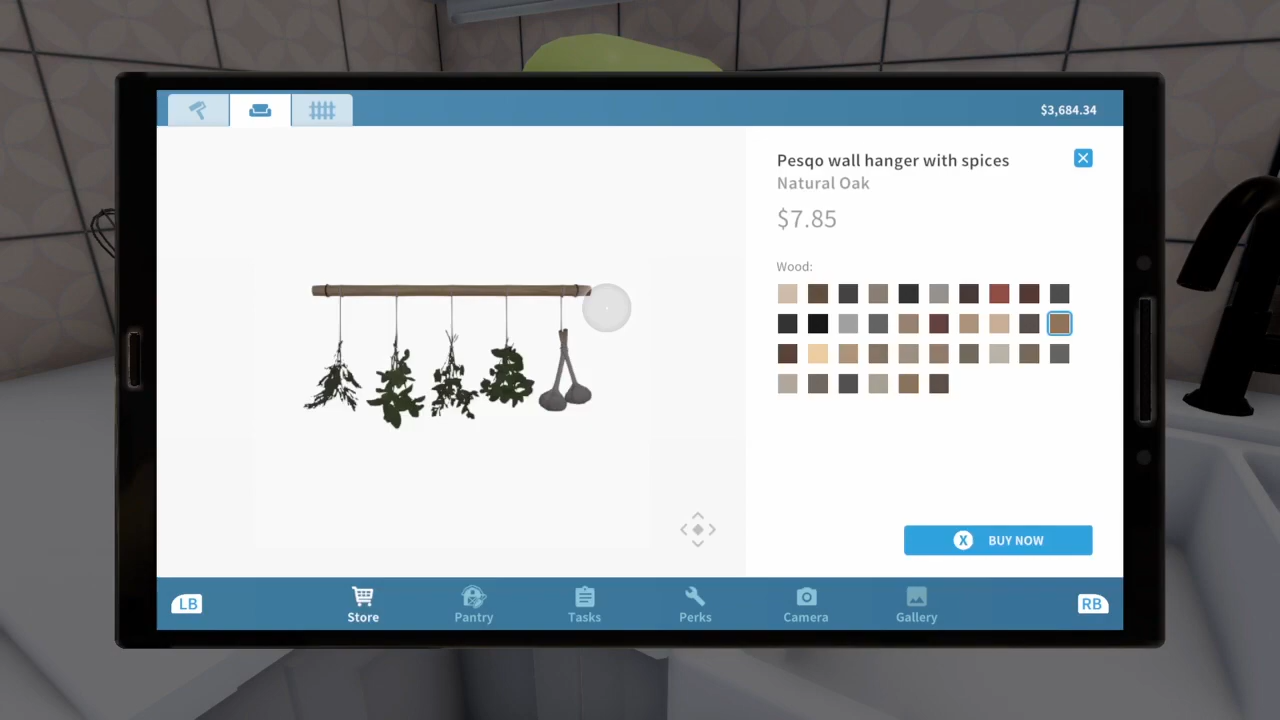 $3,684.34
Pesqo wall hanger with spices
Natural Oak
$7.85
Wood:
X BUY NOW
LB
Store
Pantry
Tasks
Perks
Camera
Gallery
RB